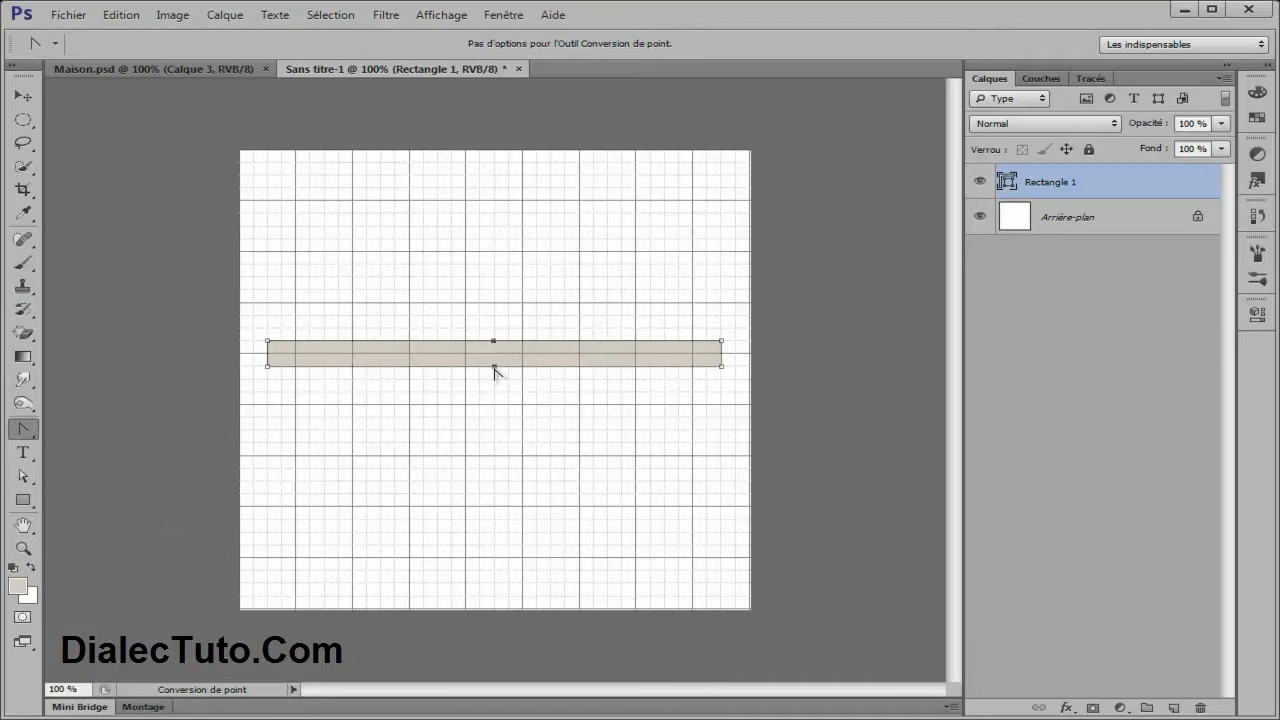 Ps Fichier Edition Image Calque Texte Sélection Filtre Affichage Fenêtre Aide
Pas d'options pour l'Outil Conversion de point. Les indispensables
Maison.psd @ 100% (Calque 3, RVB/8) × Sans titre-1 @ 100% (Rectangle 1, RVB/8) * ×
Calques Couches Tracés
Type
Normal Opacité : 100 %
Verrou : Fond : 100 %
Rectangle 1
Arrière-plan
DialecTuto.Com
100 % Conversion de point
Mini Bridge Montage